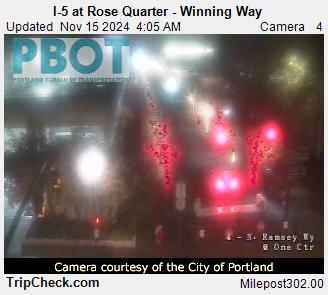 I-5 at Rose Quarter - Winning Way
Updated Nov 15 2024 4:05 AM Camera 4
PBOT
PORTLAND BUREAU OF TRANSPORTATION
4 - N. Ramsey Wy
@ One Ctr
Camera courtesy of the City of Portland
TripCheck.com Milepost302.00